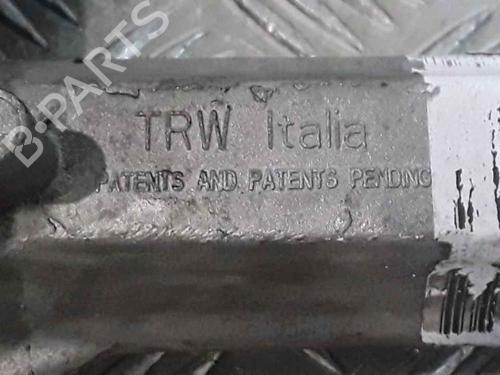 B-PARTS
TRW Italia
PATENTS AND PATENTS PENDING